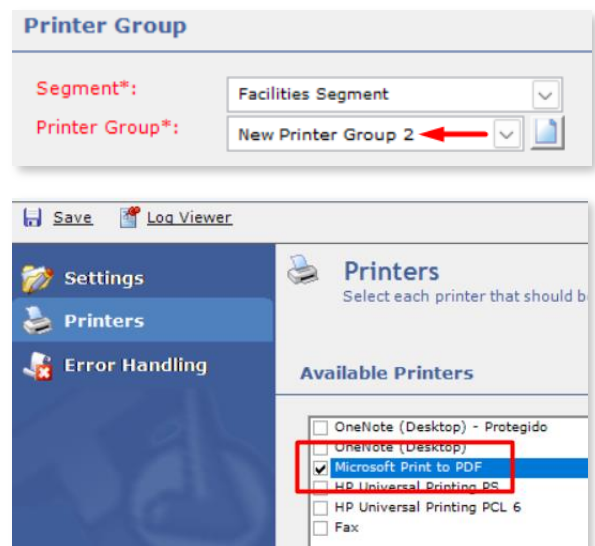 Printer Group
Segment*: Facilities Segment
Printer Group*: New Printer Group 2
Save Log Viewer
Settings
Printers
Error Handling
Printers
Select each printer that should b
Available Printers
OneNote (Desktop) - Protegido
OneNote (Desktop)
Microsoft Print to PDF
HP Universal Printing PS
HP Universal Printing PCL 6
Fax